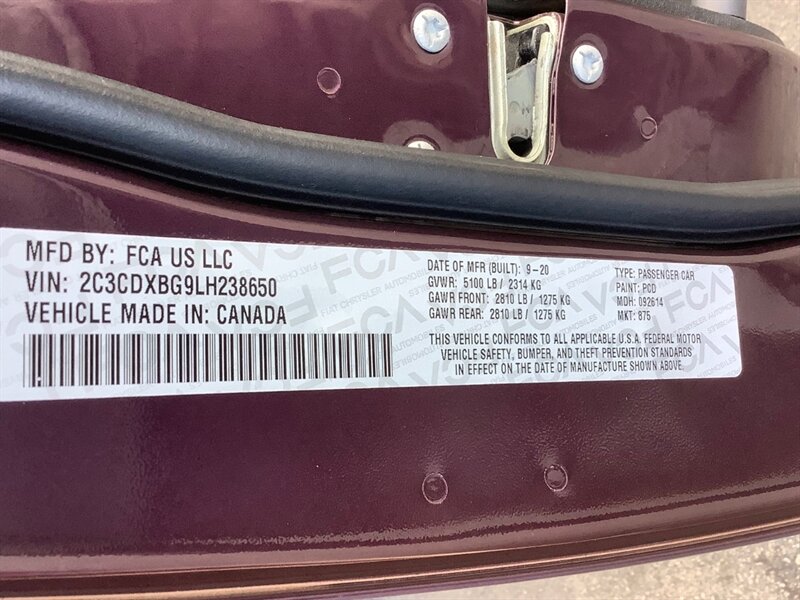 MFD BY: FCA US LLC
VIN: 2C3CDXBG9LH238650
VEHICLE MADE IN: CANADA
DATE OF MFR (BUILT): 9-20
GVWR: 5100 LB / 2314 KG
GAWR FRONT: 2810 LB / 1275 KG
GAWR REAR: 2810 LB / 1275 KG
TYPE: PASSENGER CAR
PAINT: PCD
MDH: 092614
MKT: 875
THIS VEHICLE CONFORMS TO ALL APPLICABLE U.S.A. FEDERAL MOTOR
VEHICLE SAFETY, BUMPER, AND THEFT PREVENTION STANDARDS
IN EFFECT ON THE DATE OF MANUFACTURE SHOWN ABOVE.